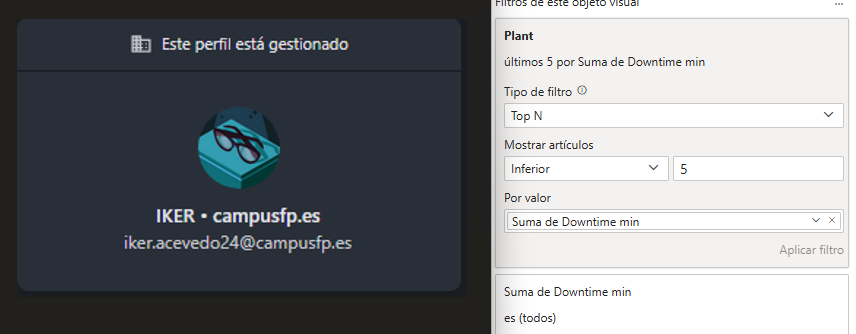 Este perfil está gestionado
IKER • campusfp.es
iker.acevedo24@campusfp.es
Filtros de este objeto visual
...
Plant
últimos 5 por Suma de Downtime min
Tipo de filtro
Top N
Mostrar artículos
Inferior 5
Por valor
Suma de Downtime min
Aplicar filtro
Suma de Downtime min
es (todos)